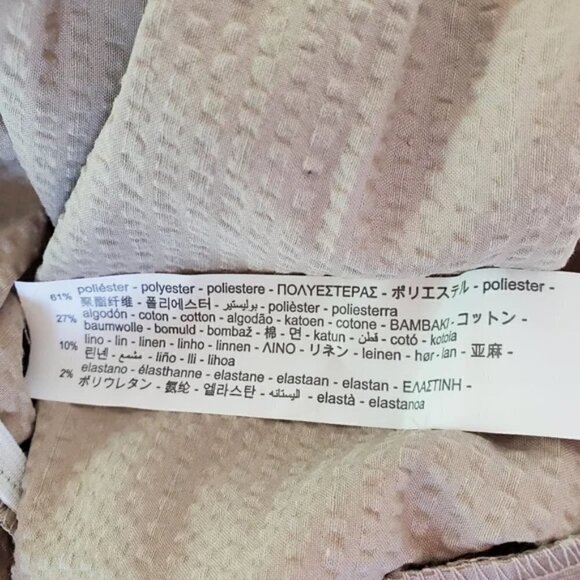 61% poliéster - polyester - poliestere - ΠΟΛΥΕΣΤΕΡΑΣ - ポリエステル - poliester -
聚酯纤维 - 폴리에스터 - بوليستير - polièster - poliesterra
27% algodón - coton - cotton - algodão - katoen - cotone - BAMBAKI - コットン -
baumwolle - bomuld - bombaž - 棉 - 면 - katun - قطن - cotó - kotoia
10% lino - lin - linen - linho - linnen - ΛΙΝΟ - リネン - leinen - hør - lan - 亚麻 -
린넨 - liño - lli - lihoa
2% elastano - élasthanne - elastane - elastaan - elastan - ΕΛΑΣΤΙΝΗ -
ポリウレタン - 氨纶 - 엘라스탄 - اليستانه - elastà - elastanoa